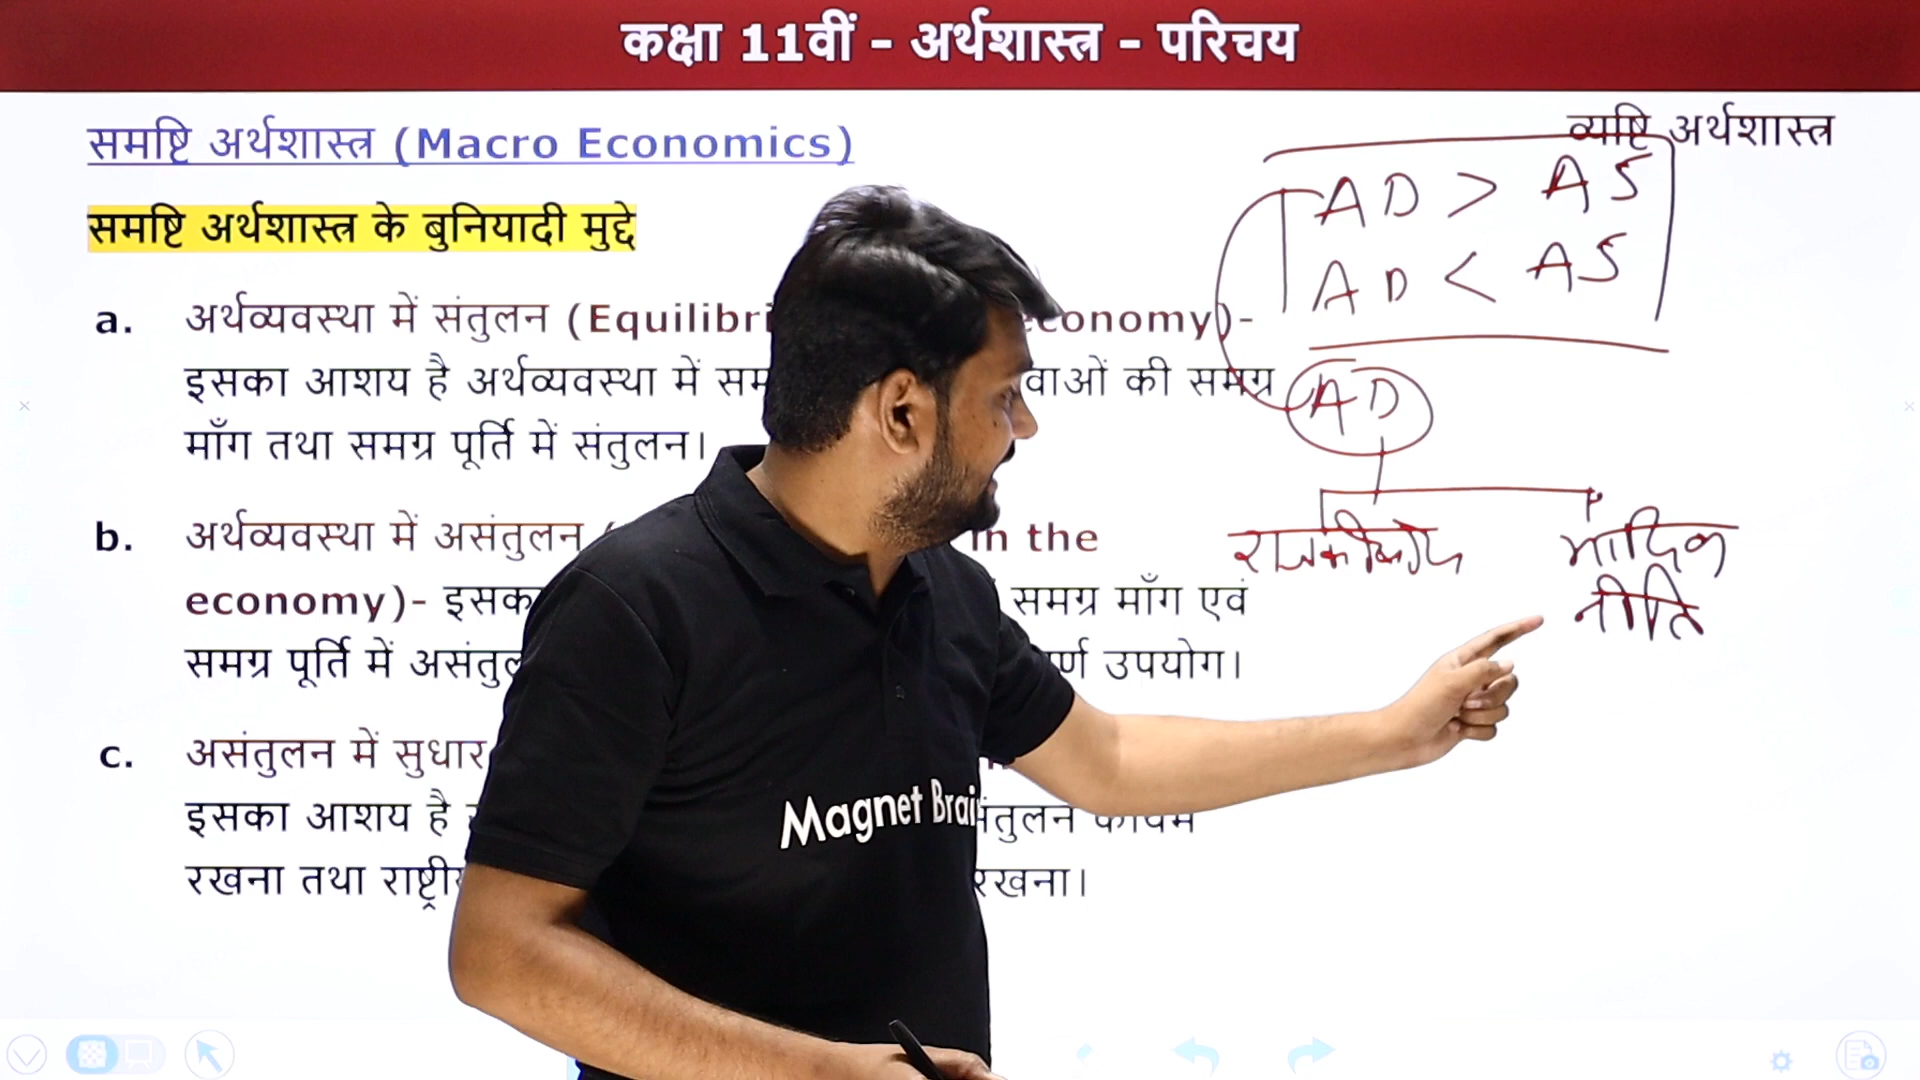 कक्षा 11वीं - अर्थशास्त्र - परिचय
समष्टि अर्थशास्त्र (Macro Economics)
व्यष्टि अर्थशास्त्र
समष्टि अर्थशास्त्र के बुनियादी मुद्दे
AD > AS
AD < AS
a. अर्थव्यवस्था में संतुलन (Equilibri economy)-
इसका आशय है अर्थव्यवस्था में सम वाओं की समग्र
माँग तथा समग्र पूर्ति में संतुलन।
AD
b. अर्थव्यवस्था में असंतुलन in the
economy)- इसक समग्र माँग एवं
समग्र पूर्ति में असंतुल र्ण उपयोग।
नीति
c. असंतुलन में सुधार
इसका आशय है संतुलन कायम
रखना तथा राष्ट्रीय रखना।
Magnet Brai